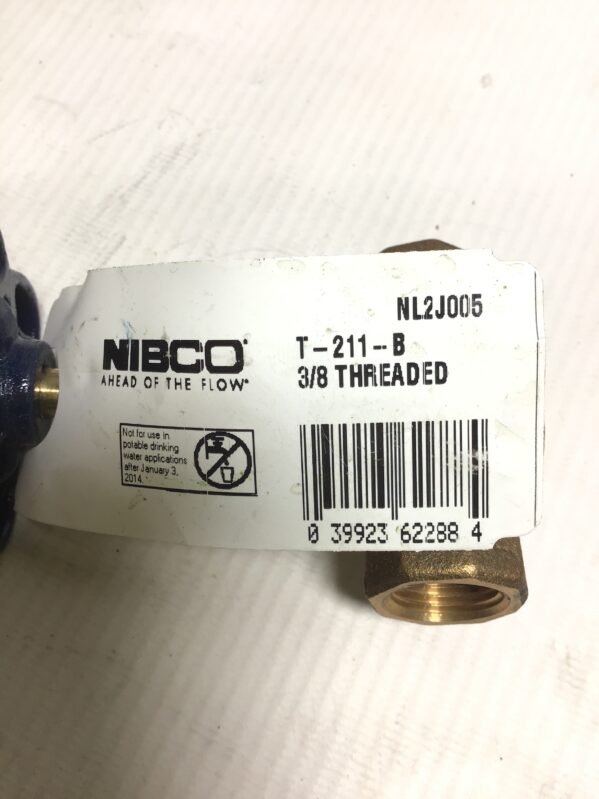 NL2J005
NIBCO®
AHEAD OF THE FLOW®
T-211-B
3/8 THREADED
Not for use in
potable drinking
water applications
after January 3,
2014.
0 39923 62288 4